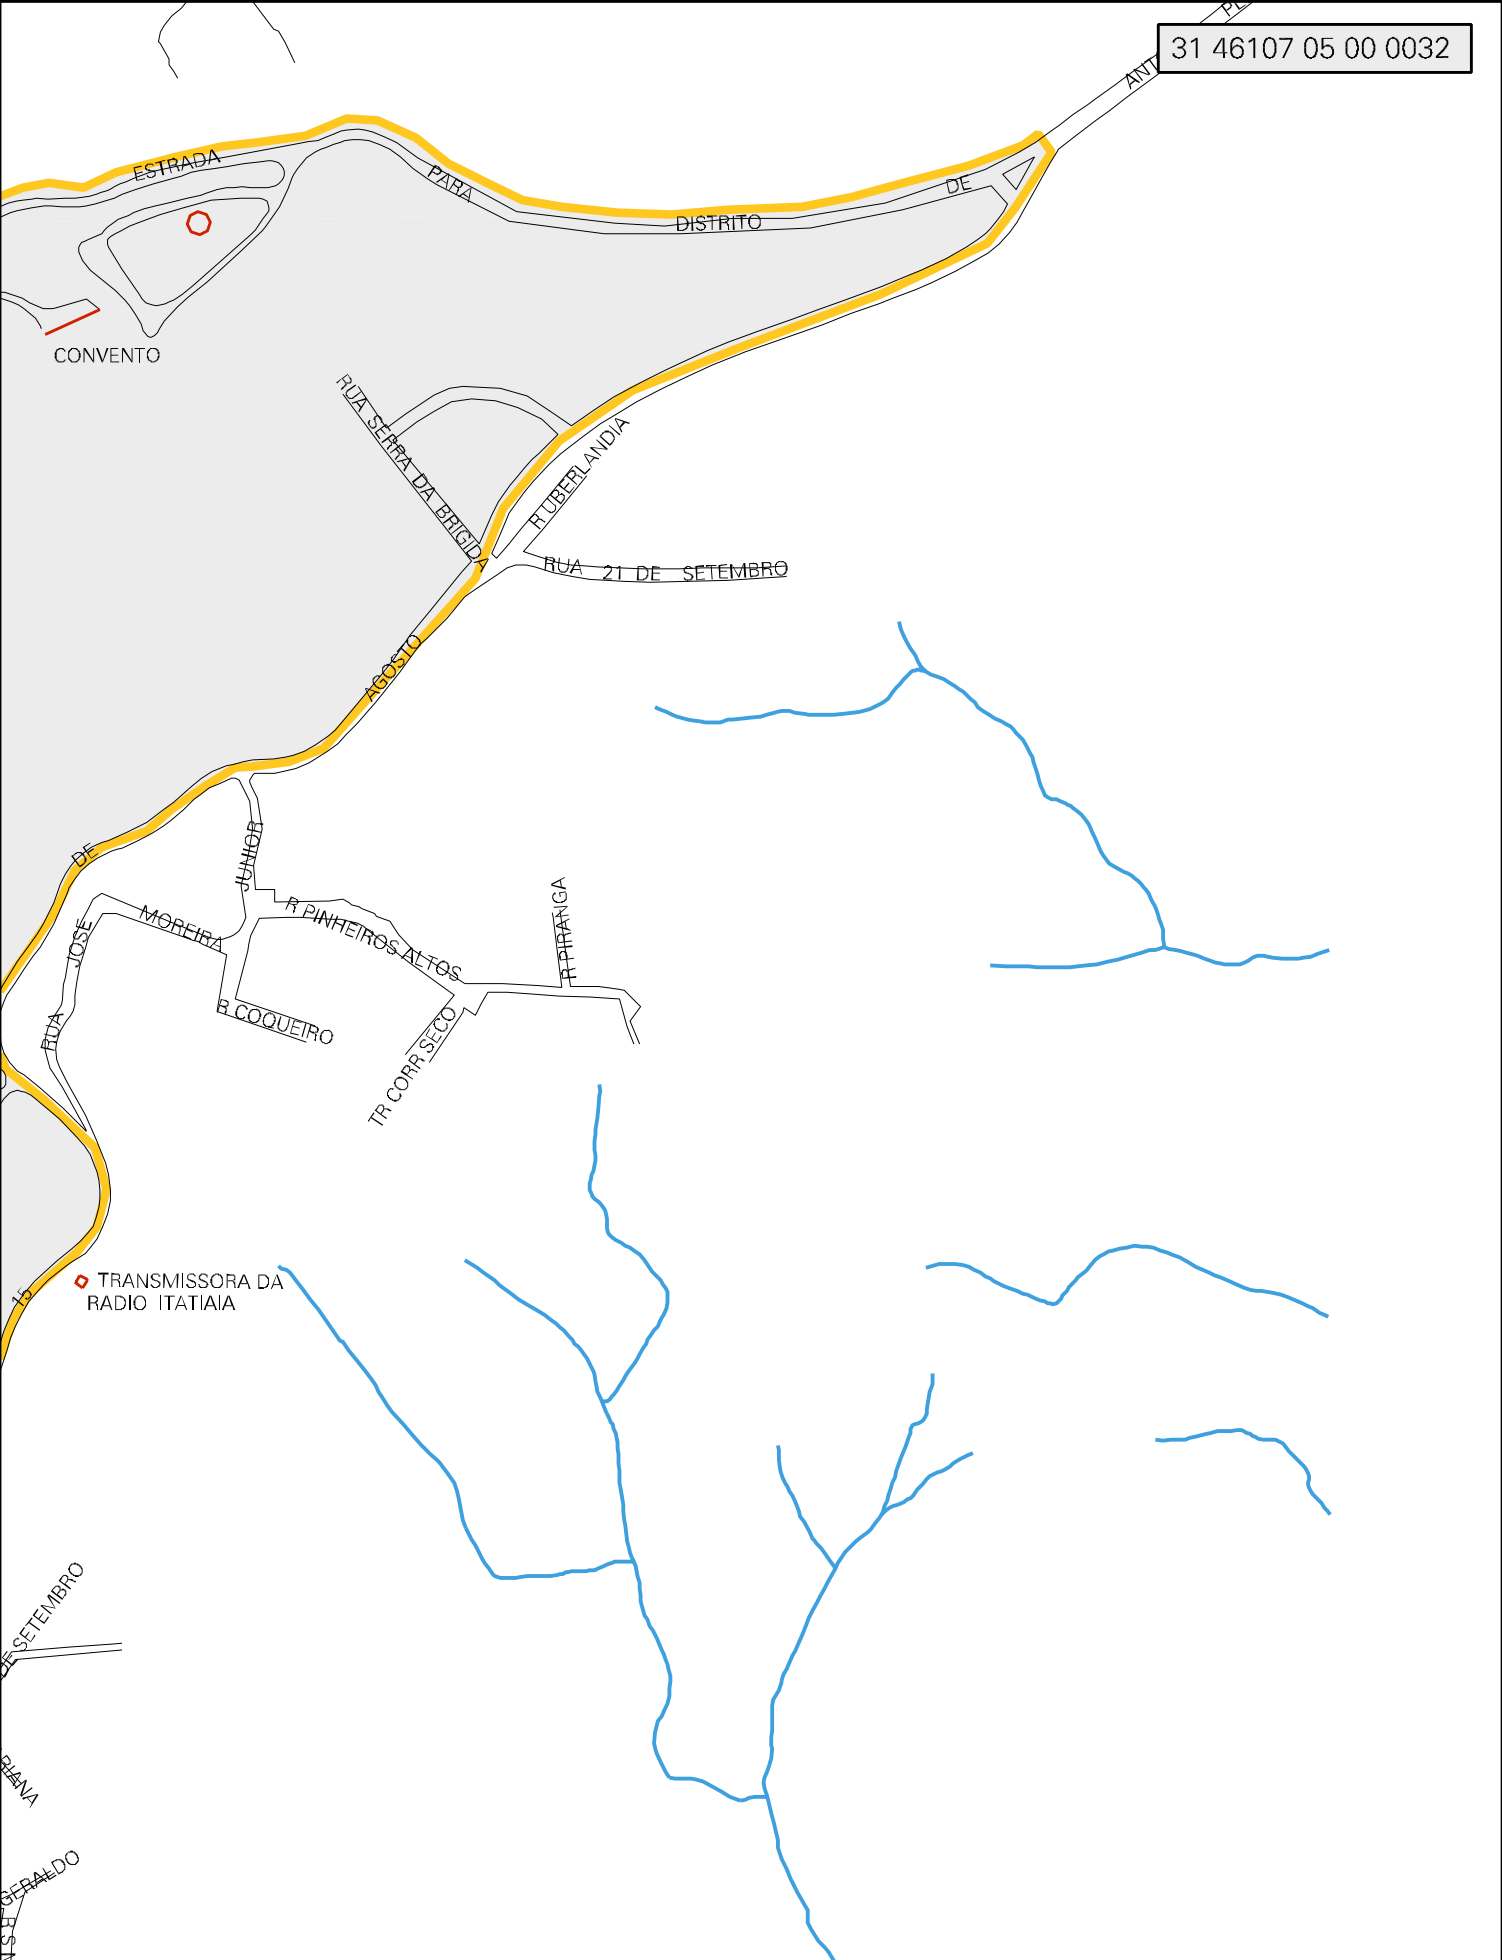 31 46107 05 00 0032
ESTRADA PARA DISTRITO DE
CONVENTO
RUA SERRA DA BRIGIDA
R UBERLANDIA
RUA 21 DE SETEMBRO
15 DE AGOSTO
JUNIOR
RUA JOSE MOREIRA
R PINHEIROS ALTOS
R PIRANGA
R COQUEIRO
TR CORR SECO
TRANSMISSORA DA
RADIO ITATIAIA
DE SETEMBRO
GERALDO